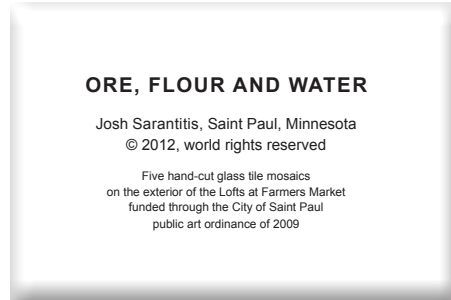 ORE, FLOUR AND WATER
Josh Sarantitis, Saint Paul, Minnesota
© 2012, world rights reserved
Five hand-cut glass tile mosaics
on the exterior of the Lofts at Farmers Market
funded through the City of Saint Paul
public art ordinance of 2009